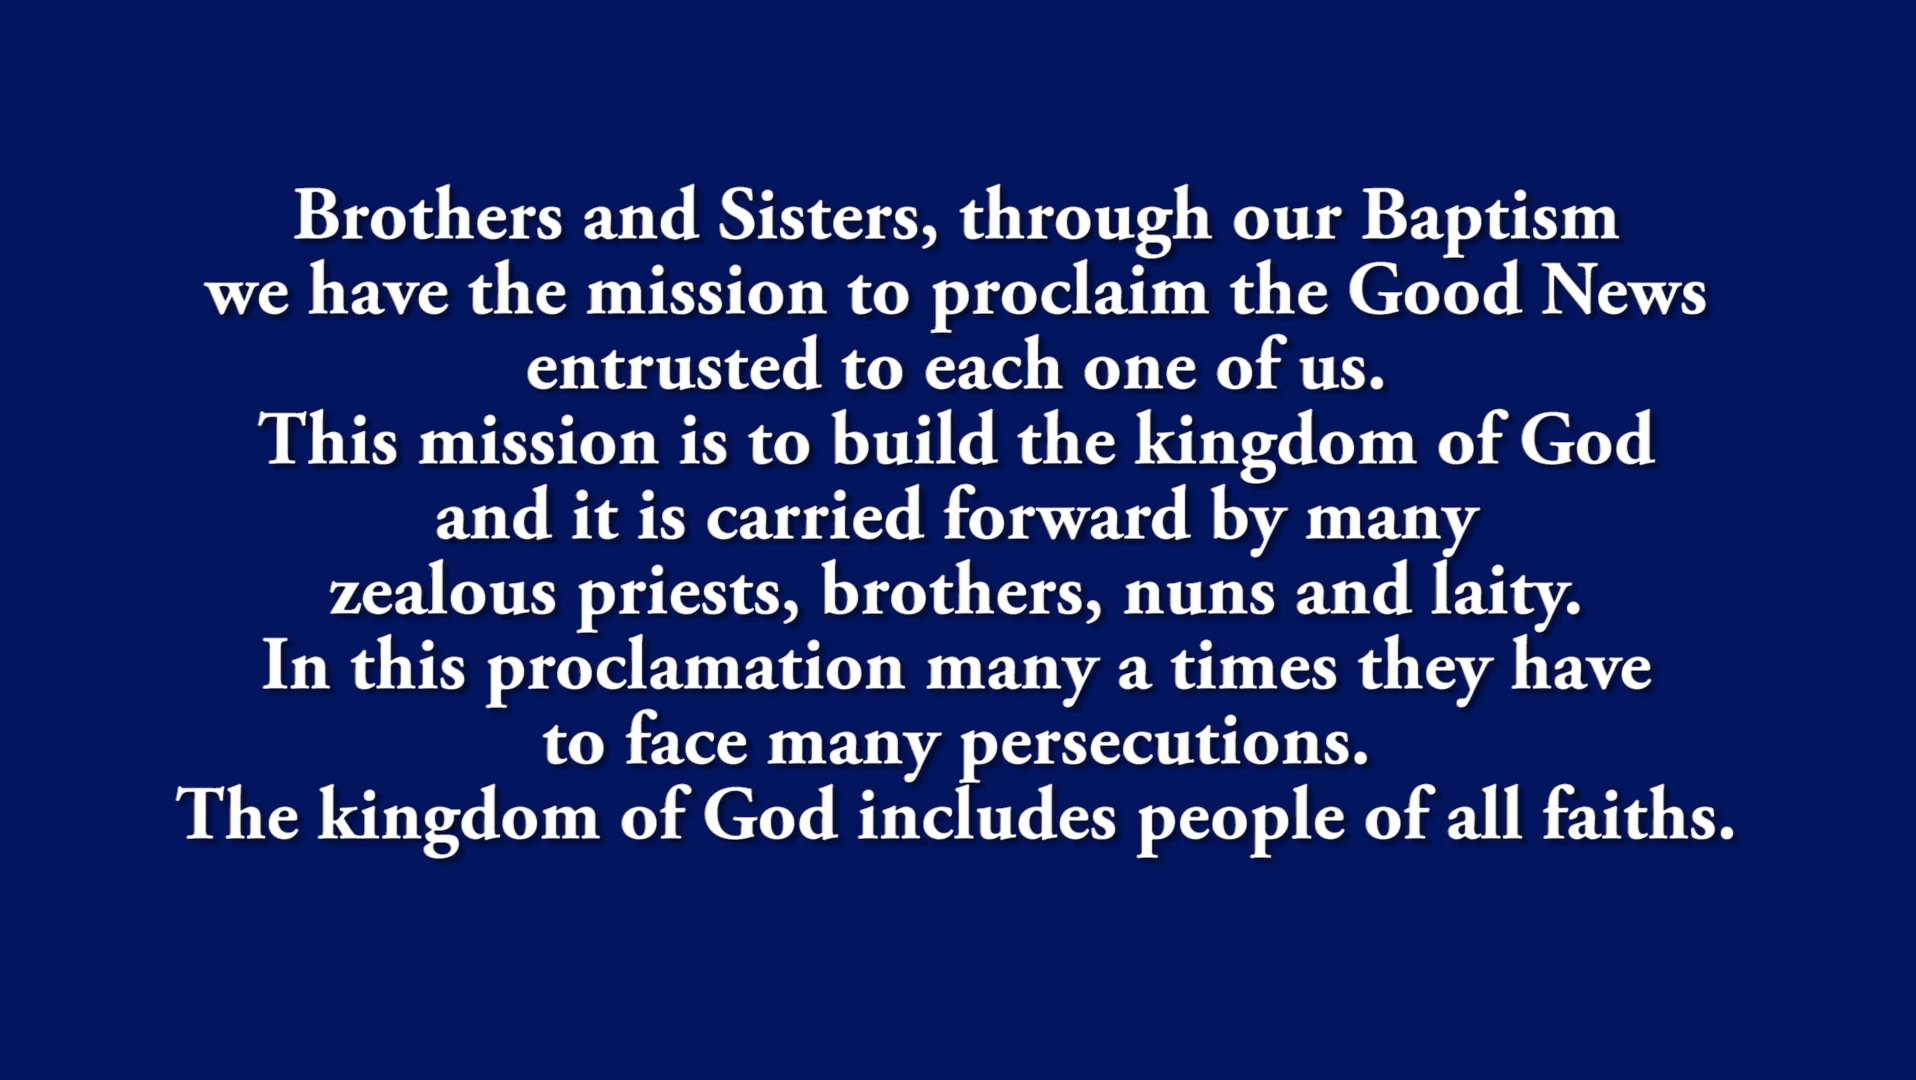 Brothers and Sisters, through our Baptism
we have the mission to proclaim the Good News
entrusted to each one of us.
This mission is to build the kingdom of God
and it is carried forward by many
zealous priests, brothers, nuns and laity.
In this proclamation many a times they have
to face many persecutions.
The kingdom of God includes people of all faiths.